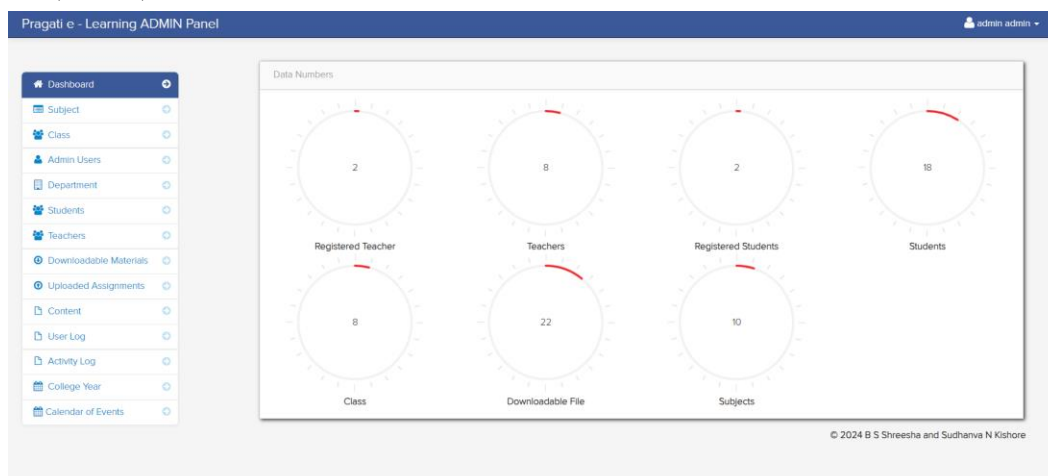 Pragati e - Learning ADMIN Panel
admin admin
Dashboard
Subject
Class
Admin Users
Department
Students
Teachers
Downloadable Materials
Uploaded Assignments
Content
User Log
Activity Log
College Year
Calendar of Events
Data Numbers
2
8
2
18
Registered Teacher
Teachers
Registered Students
Students
8
22
10
Class
Downloadable File
Subjects
© 2024 B S Shreesha and Sudhanva N Kishore